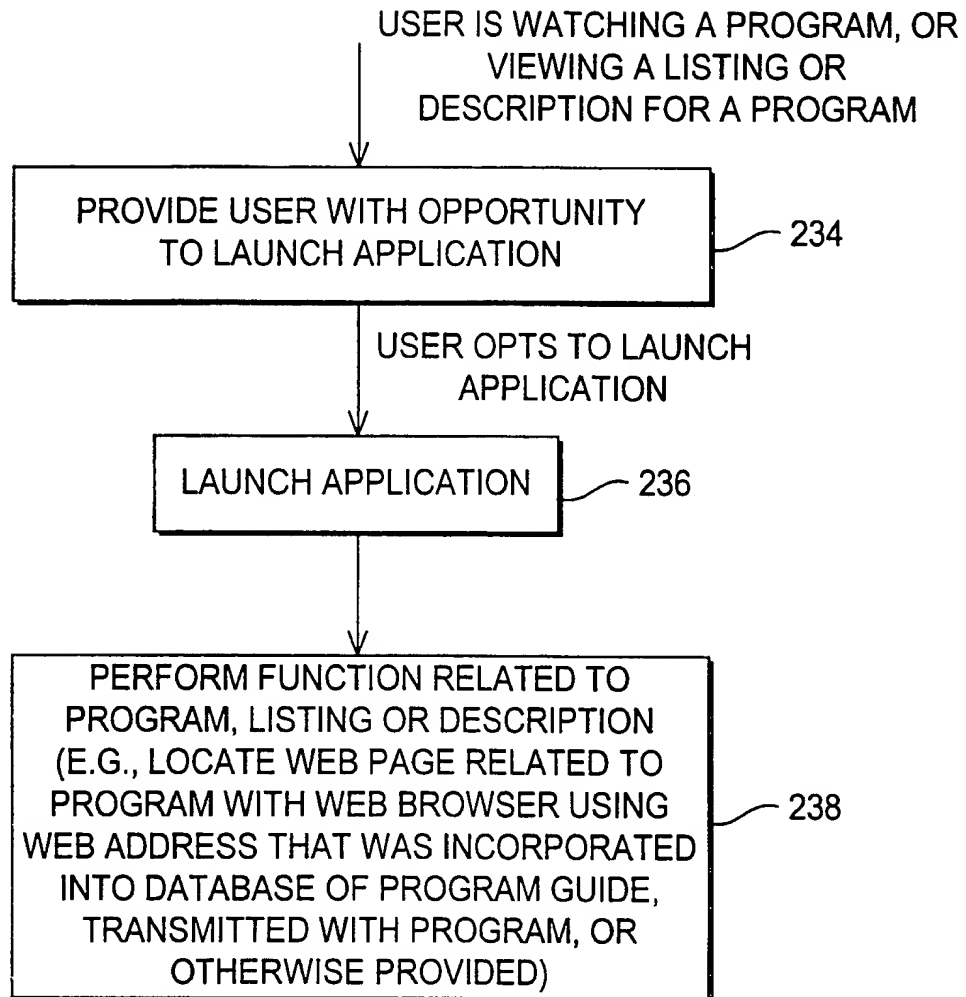 USER IS WATCHING A PROGRAM, OR
VIEWING A LISTING OR
DESCRIPTION FOR A PROGRAM
PROVIDE USER WITH OPPORTUNITY
TO LAUNCH APPLICATION
234
USER OPTS TO LAUNCH
APPLICATION
LAUNCH APPLICATION
236
PERFORM FUNCTION RELATED TO
PROGRAM, LISTING OR DESCRIPTION
(E.G., LOCATE WEB PAGE RELATED TO
PROGRAM WITH WEB BROWSER USING
WEB ADDRESS THAT WAS INCORPORATED
INTO DATABASE OF PROGRAM GUIDE,
TRANSMITTED WITH PROGRAM, OR
OTHERWISE PROVIDED)
238